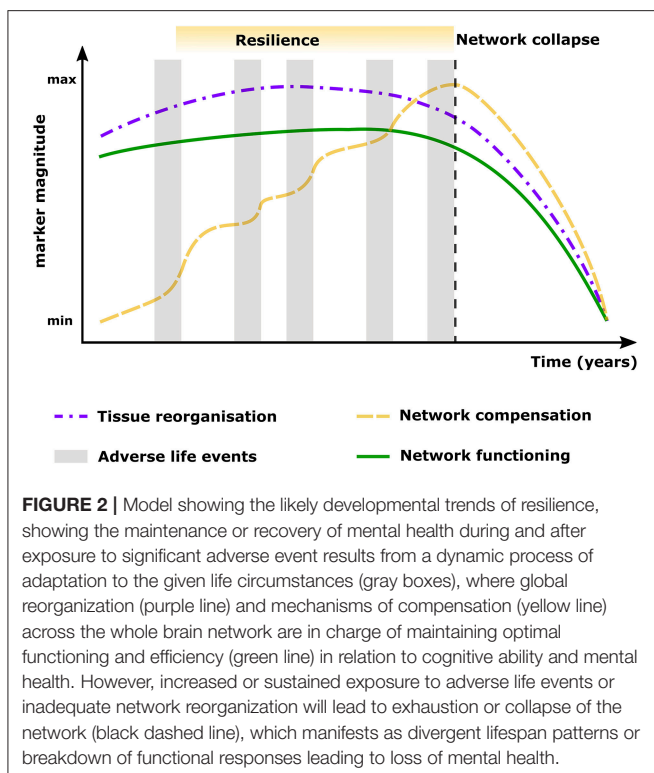 Resilience
Network collapse
max
marker magnitude
min
Time (years)
Tissue reorganisation
Network compensation
Adverse life events
Network functioning
FIGURE 2 | Model showing the likely developmental trends of resilience,
showing the maintenance or recovery of mental health during and after
exposure to significant adverse event results from a dynamic process of
adaptation to the given life circumstances (gray boxes), where global
reorganization (purple line) and mechanisms of compensation (yellow line)
across the whole brain network are in charge of maintaining optimal
functioning and efficiency (green line) in relation to cognitive ability and mental
health. However, increased or sustained exposure to adverse life events or
inadequate network reorganization will lead to exhaustion or collapse of the
network (black dashed line), which manifests as divergent lifespan patterns or
breakdown of functional responses leading to loss of mental health.